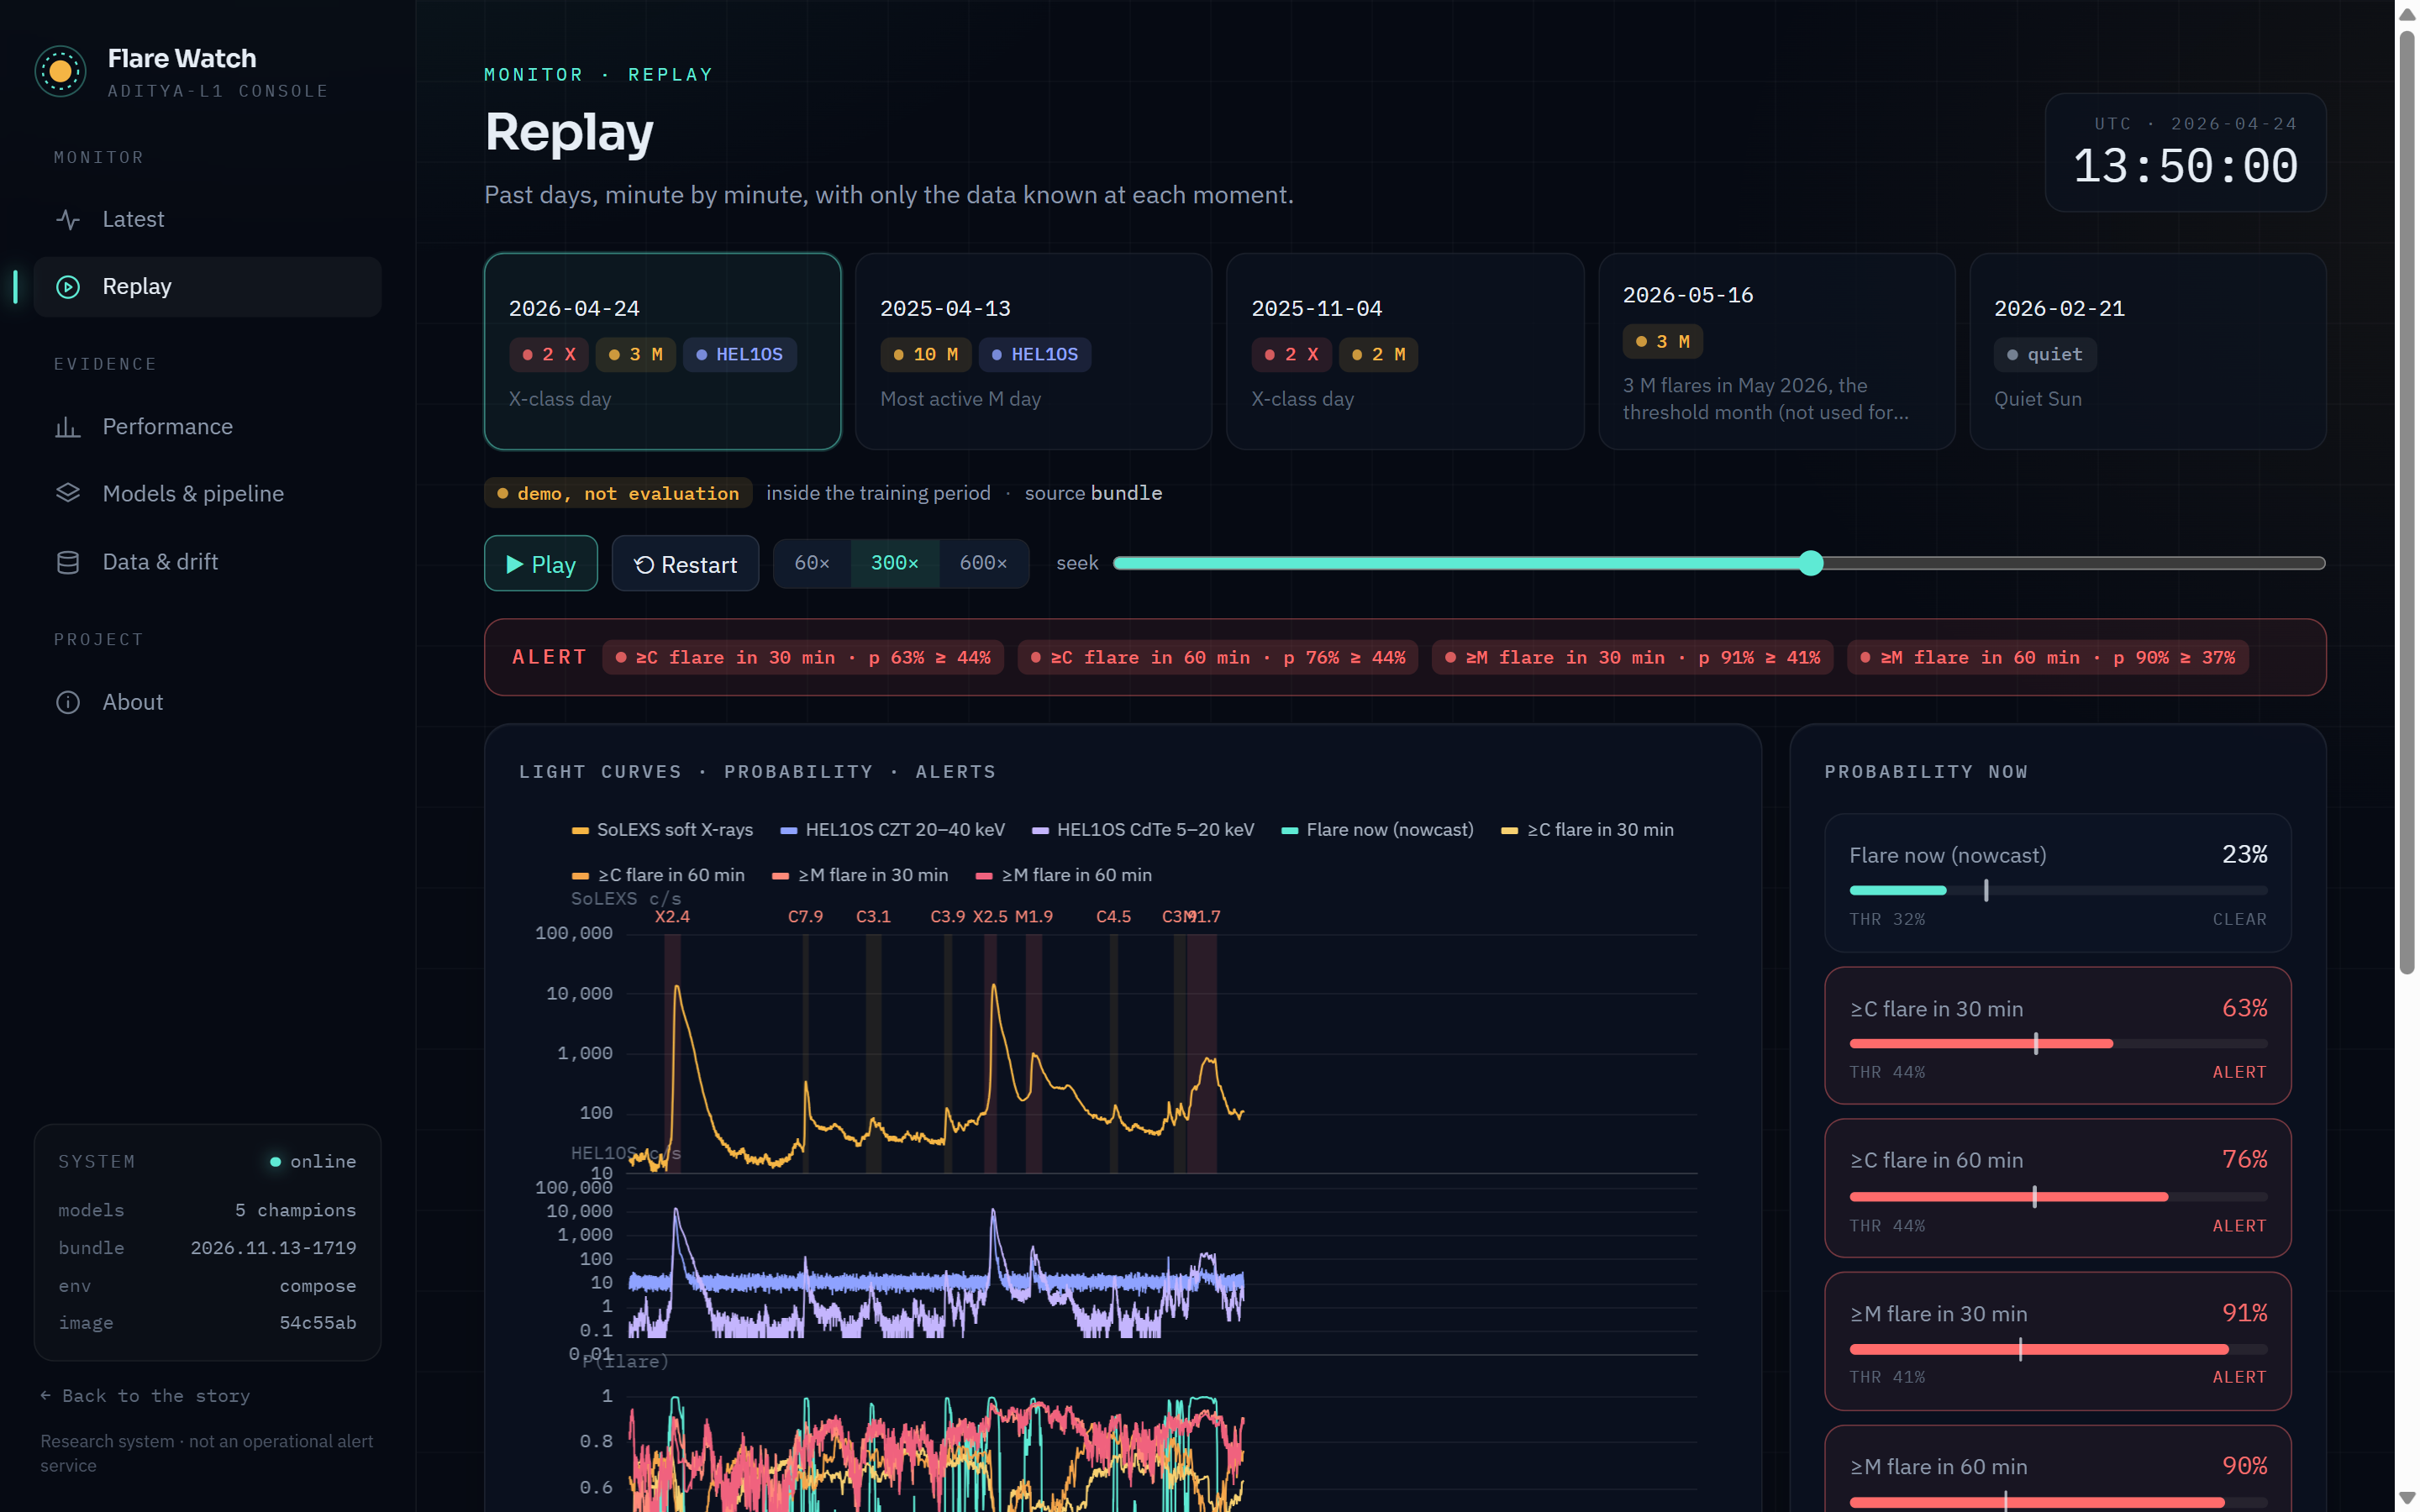 Flare Watch
ADITYA-L1 CONSOLE
MONITOR
Latest
Replay
EVIDENCE
Performance
Models & pipeline
Data & drift
PROJECT
About
SYSTEM online
models 5 champions
bundle 2026.11.13-1719
env compose
image 54c55ab
← Back to the story
Research system · not an operational alert
service
MONITOR · REPLAY
Replay
Past days, minute by minute, with only the data known at each moment.
UTC · 2026-04-24
13:50:00
2026-04-24
2 X 3 M HEL1OS
X-class day
2025-04-13
10 M HEL1OS
Most active M day
2025-11-04
2 X 2 M
X-class day
2026-05-16
3 M
3 M flares in May 2026, the
threshold month (not used for...
2026-02-21
quiet
Quiet Sun
demo, not evaluation inside the training period · source bundle
Play Restart 60× 300× 600× seek
ALERT ≥C flare in 30 min · p 63% ≥ 44% ≥C flare in 60 min · p 76% ≥ 44% ≥M flare in 30 min · p 91% ≥ 41% ≥M flare in 60 min · p 90% ≥ 37%
LIGHT CURVES · PROBABILITY · ALERTS
SoLEXS soft X-rays HEL1OS CZT 20–40 keV HEL1OS CdTe 5–20 keV Flare now (nowcast) ≥C flare in 30 min
≥C flare in 60 min ≥M flare in 30 min ≥M flare in 60 min
SoLEXS c/s
X2.4 C7.9 C3.1 C3.9 X2.5 M1.9 C4.5 M1.7
100,000
10,000
1,000
100
HEL1OS c/s
10
100,000
10,000
1,000
100
10
1
0.1
0.01
P(flare)
1
0.8
0.6
PROBABILITY NOW
Flare now (nowcast) 23%
THR 32% CLEAR
≥C flare in 30 min 63%
THR 44% ALERT
≥C flare in 60 min 76%
THR 44% ALERT
≥M flare in 30 min 91%
THR 41% ALERT
≥M flare in 60 min 90%